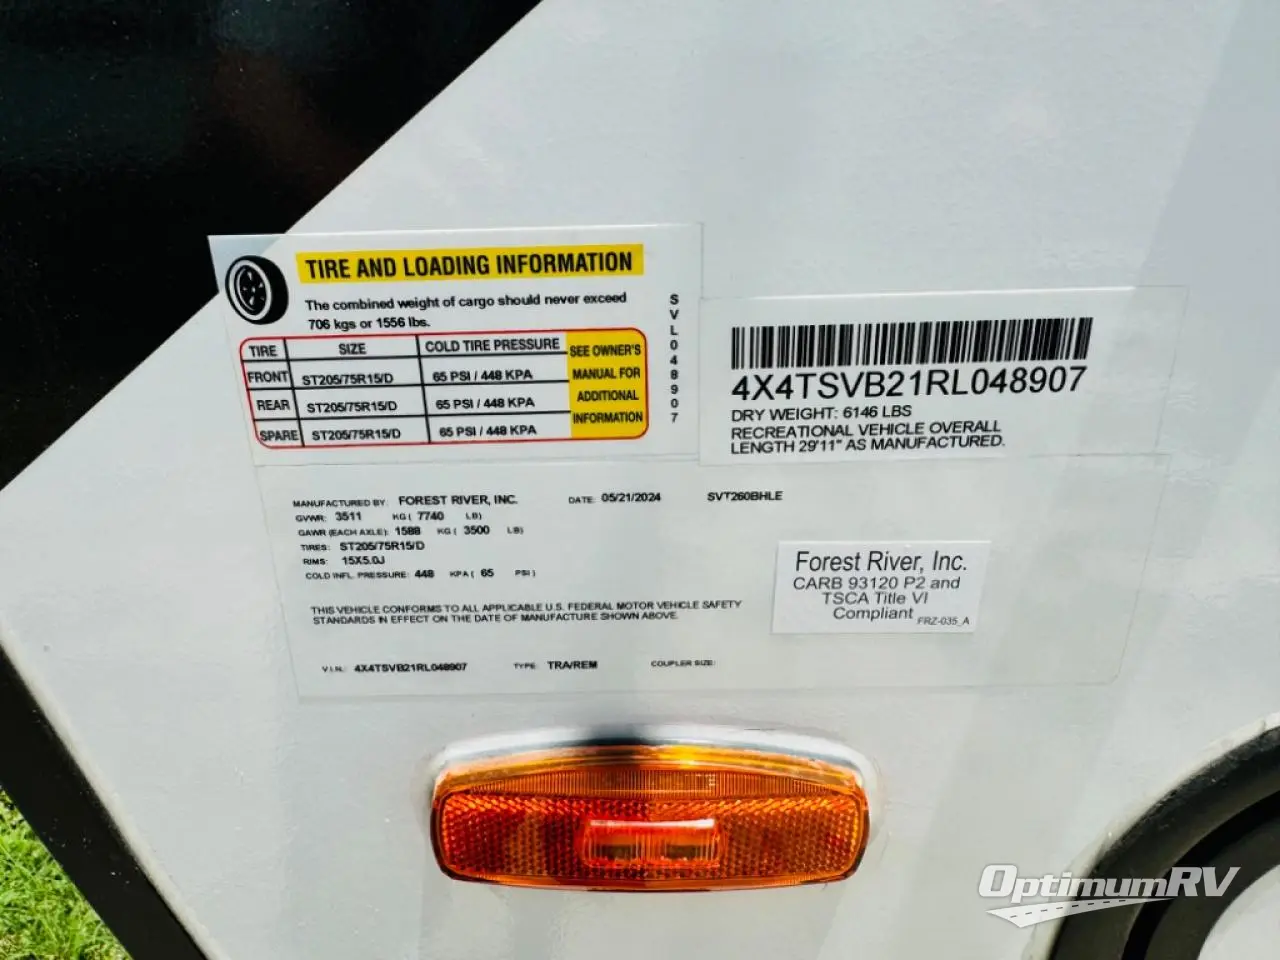 TIRE AND LOADING INFORMATION
The combined weight of cargo should never exceed
706 kgs or 1556 lbs.
TIRE SIZE COLD TIRE PRESSURE
FRONT ST205/75R15/D 65 PSI / 448 KPA
REAR ST205/75R15/D 65 PSI / 448 KPA
SPARE ST205/75R15/D 65 PSI / 448 KPA
SEE OWNER'S
MANUAL FOR
ADDITIONAL
INFORMATION
SVL048907
4X4TSVB21RL048907
DRY WEIGHT: 6146 LBS
RECREATIONAL VEHICLE OVERALL
LENGTH 29'11" AS MANUFACTURED.
MANUFACTURED BY: FOREST RIVER, INC. DATE: 05/21/2024 SVT260BHLE
GVWR: 3511 KG ( 7740 LB)
GAWR (EACH AXLE): 1588 KG ( 3500 LB)
TIRES: ST205/75R15/D
RIMS: 15X5.0J
COLD INFL. PRESSURE: 448 KPA ( 65 PSI )
THIS VEHICLE CONFORMS TO ALL APPLICABLE U.S. FEDERAL MOTOR VEHICLE SAFETY
STANDARDS IN EFFECT ON THE DATE OF MANUFACTURE SHOWN ABOVE.
V.I.N.: 4X4TSVB21RL048907 TYPE: TRA/REM COUPLER SIZE:
Forest River, Inc.
CARB 93120 P2 and
TSCA Title VI
Compliant FRZ-035_A
OptimumRV